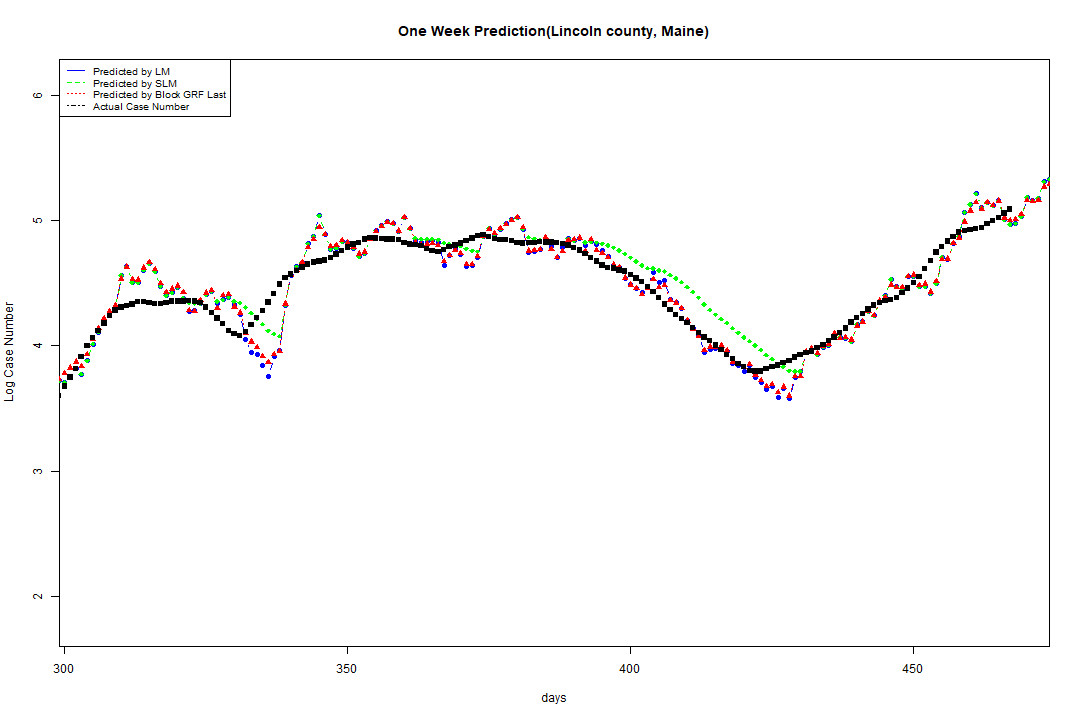 One Week Prediction(Lincoln county, Maine)
Predicted by LM
Predicted by SLM
Predicted by Block GRF Last
Actual Case Number
Log Case Number
6
5
4
3
2
300 350 400 450
days